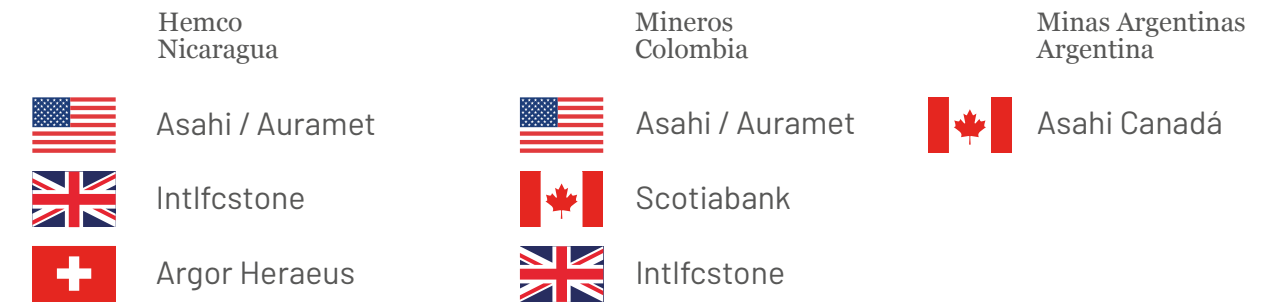 Hemco
Nicaragua
Asahi / Auramet
Intlfcstone
Argor Heraeus
Mineros
Colombia
Asahi / Auramet
Scotiabank
Intlfcstone
Minas Argentinas
Argentina
Asahi Canadá